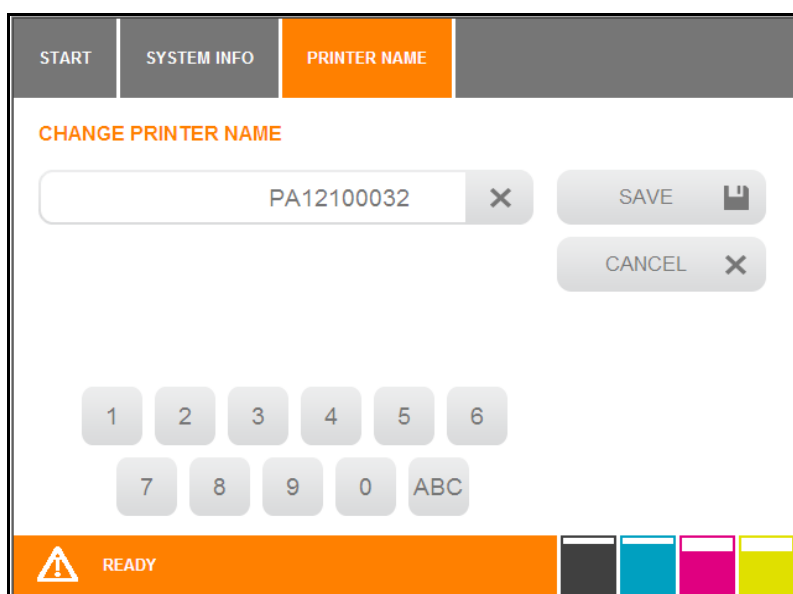 START SYSTEM INFO PRINTER NAME
CHANGE PRINTER NAME
PA12100032
SAVE
CANCEL
1 2 3 4 5 6
7 8 9 0 ABC
READY